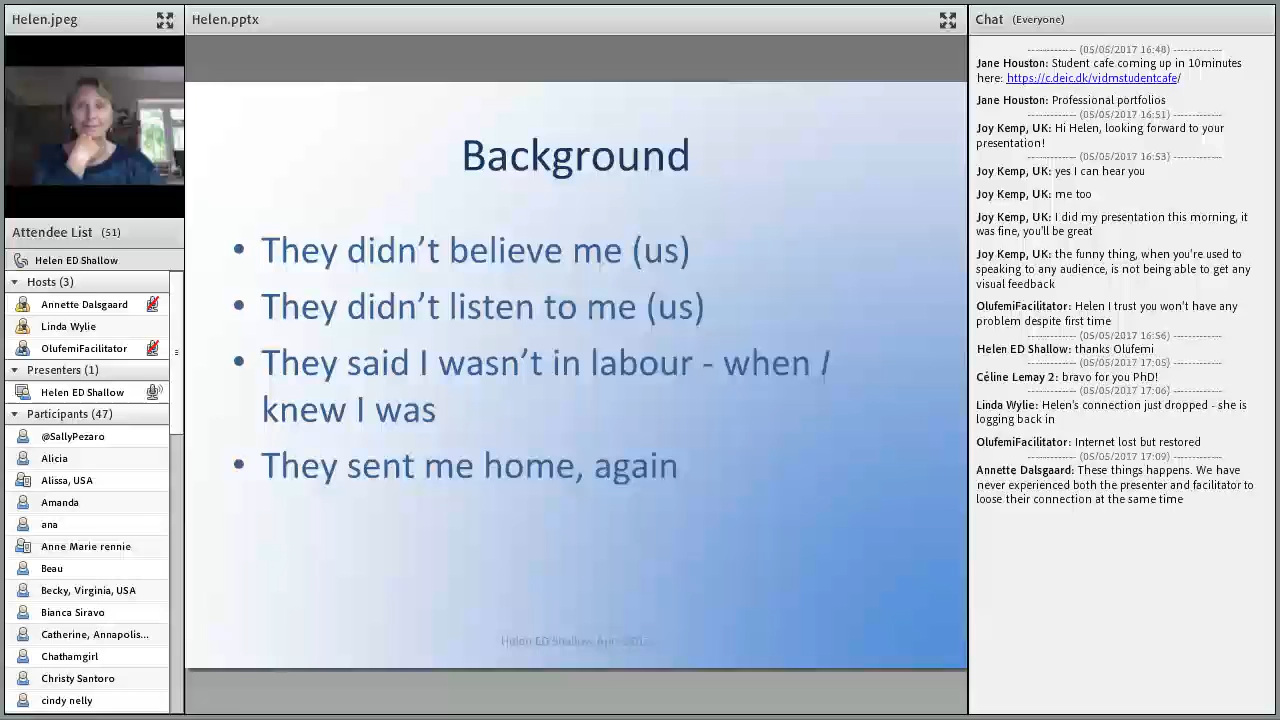 Helen.jpeg
Attendee List (51)
Helen ED Shallow
Hosts (3)
Annette Dalsgaard
Linda Wylie
OlufemiFacilitator
Presenters (1)
Helen ED Shallow
Participants (47)
@SallyPezaro
Alicia
Alissa, USA
Amanda
ana
Anne Marie rennie
Beau
Becky, Virginia, USA
Bianca Siravo
Catherine, Annapolis...
Chathamgirl
Christy Santoro
cindy nelly
Helen.pptx
Background
• They didn't believe me (us)
• They didn't listen to me (us)
• They said I wasn't in labour - when I
knew I was
• They sent me home, again
Helen ED Shallow April
Chat (Everyone)
------------- (05/05/2017 16:48) -------------
Jane Houston: Student cafe coming up in 10minutes
here: https://c.deic.dk/vidmstudentcafe/
Jane Houston: Professional portfolios
------------- (05/05/2017 16:51) -------------
Joy Kemp, UK: Hi Helen, looking forward to your
presentation!
------------- (05/05/2017 16:53) -------------
Joy Kemp, UK: yes I can hear you
Joy Kemp, UK: me too
Joy Kemp, UK: I did my presentation this morning, it
was fine, you'll be great
Joy Kemp, UK: the funny thing, when you're used to
speaking to any audience, is not being able to get any
visual feedback
OlufemiFacilitator: Helen I trust you won't have any
problem despite first time
------------- (05/05/2017 16:56) -------------
Helen ED Shallow: thanks Olufemi
------------- (05/05/2017 17:05) -------------
Céline Lemay 2: bravo for you PhD!
------------- (05/05/2017 17:06) -------------
Linda Wylie: Helen's connection just dropped - she is
logging back in
OlufemiFacilitator: Internet lost but restored
------------- (05/05/2017 17:09) -------------
Annette Dalsgaard: These things happens. We have
never experienced both the presenter and facilitator to
loose their connection at the same time